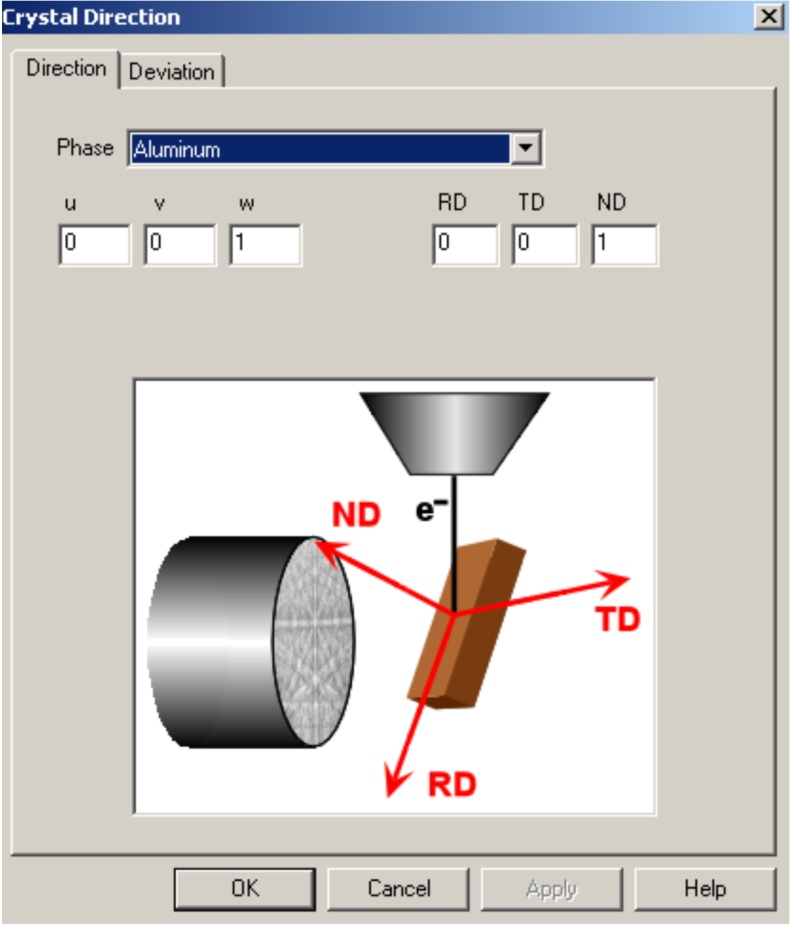 Crystal Direction
Direction Deviation
Phase Aluminum
u v w RD TD ND
0 0 1 0 0 1
ND e⁻
TD
RD
OK Cancel Apply Help